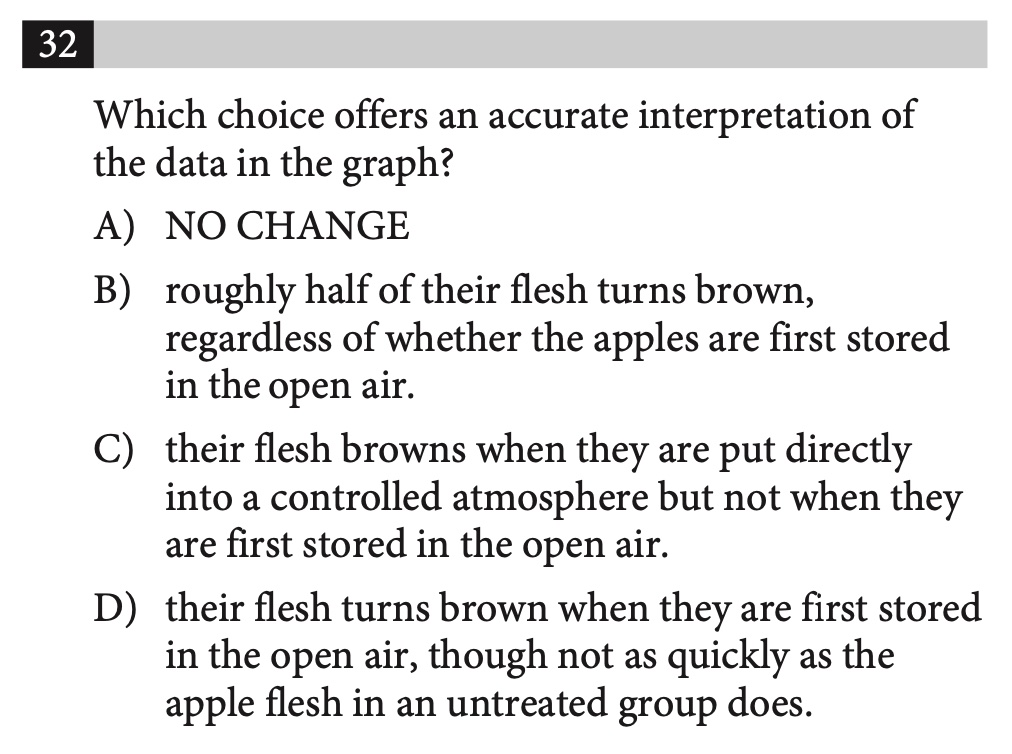 32
Which choice offers an accurate interpretation of
the data in the graph?
A) NO CHANGE
B) roughly half of their flesh turns brown,
regardless of whether the apples are first stored
in the open air.
C) their flesh browns when they are put directly
into a controlled atmosphere but not when they
are first stored in the open air.
D) their flesh turns brown when they are first stored
in the open air, though not as quickly as the
apple flesh in an untreated group does.